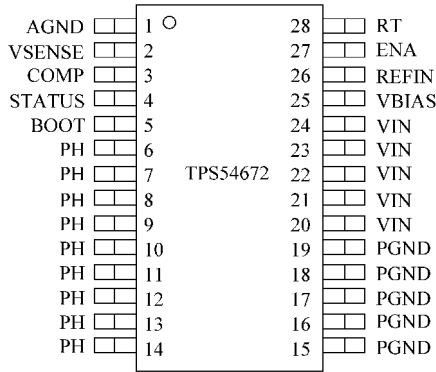 AGND 1 28 RT
VSENSE 2 27 ENA
COMP 3 26 REFIN
STATUS 4 25 VBIAS
BOOT 5 24 VIN
PH 6 23 VIN
PH 7 TPS54672 22 VIN
PH 8 21 VIN
PH 9 20 VIN
PH 10 19 PGND
PH 11 18 PGND
PH 12 17 PGND
PH 13 16 PGND
PH 14 15 PGND